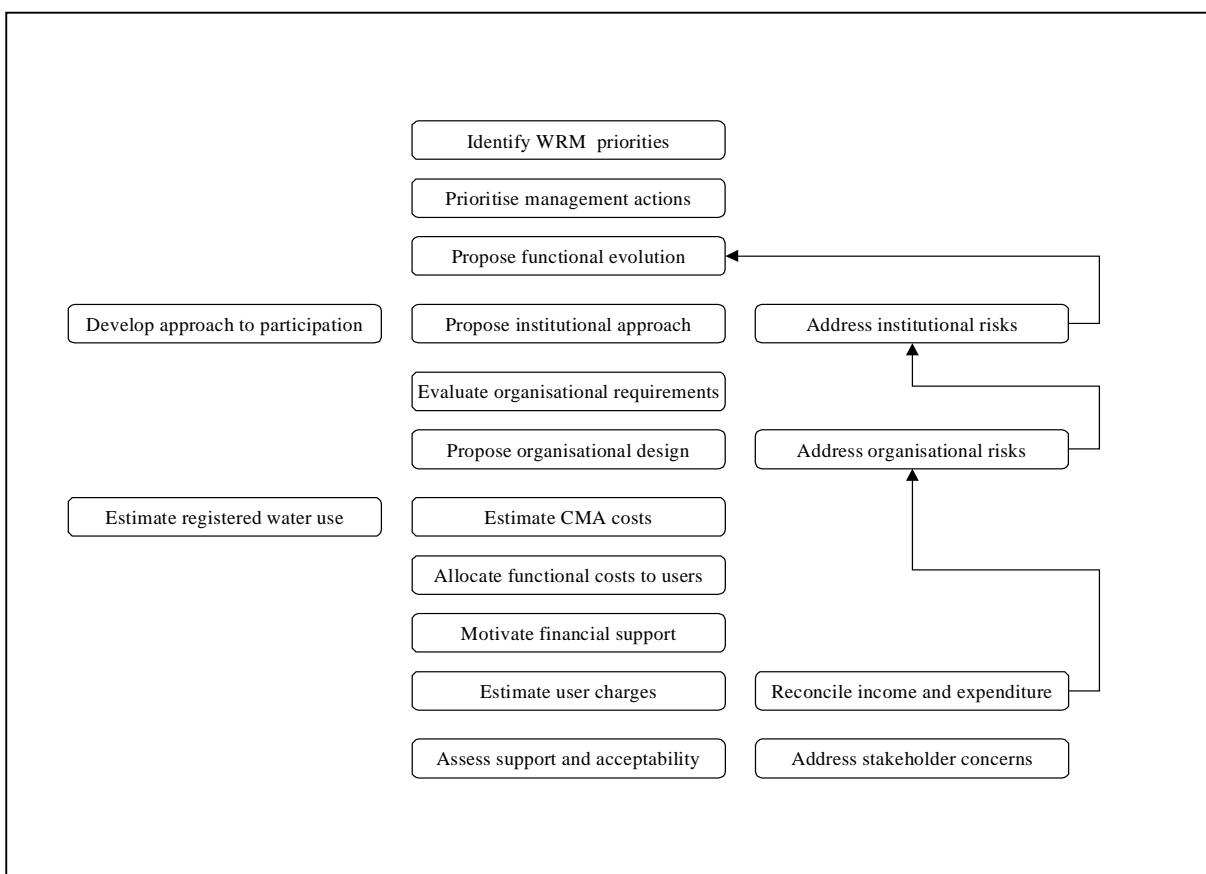 Identify WRM priorities
Prioritise management actions
Propose functional evolution
Develop approach to participation
Propose institutional approach
Address institutional risks
Evaluate organisational requirements
Propose organisational design
Address organisational risks
Estimate registered water use
Estimate CMA costs
Allocate functional costs to users
Motivate financial support
Estimate user charges
Reconcile income and expenditure
Assess support and acceptability
Address stakeholder concerns